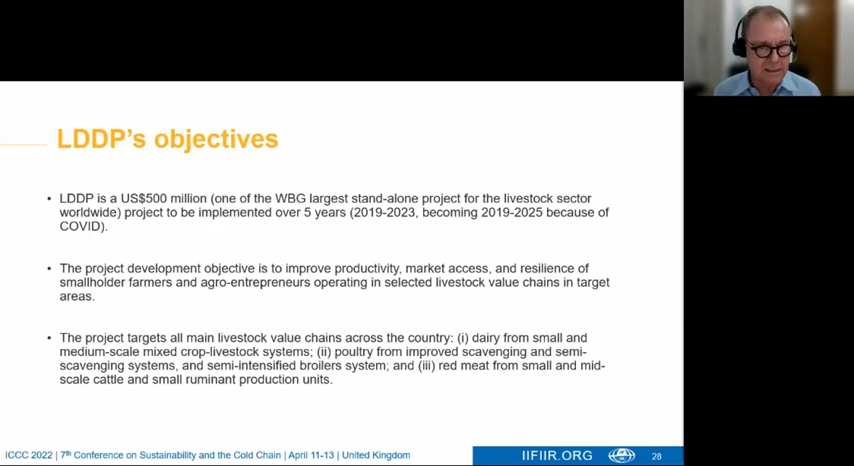 LDDP's objectives
• LDDP is a US$500 million (one of the WBG largest stand-alone project for the livestock sector
worldwide) project to be implemented over 5 years (2019-2023, becoming 2019-2025 because of
COVID).
• The project development objective is to improve productivity, market access, and resilience of
smallholder farmers and agro-entrepreneurs operating in selected livestock value chains in target
areas.
• The project targets all main livestock value chains across the country: (i) dairy from small and
medium-scale mixed crop-livestock systems; (ii) poultry from improved scavenging and semi-
scavenging systems, and semi-intensified broilers system; and (iii) red meat from small and mid-
scale cattle and small ruminant production units.
ICCC 2022 | 7th Conference on Sustainability and the Cold Chain | April 11-13 | United Kingdom
IIFIIR.ORG
28